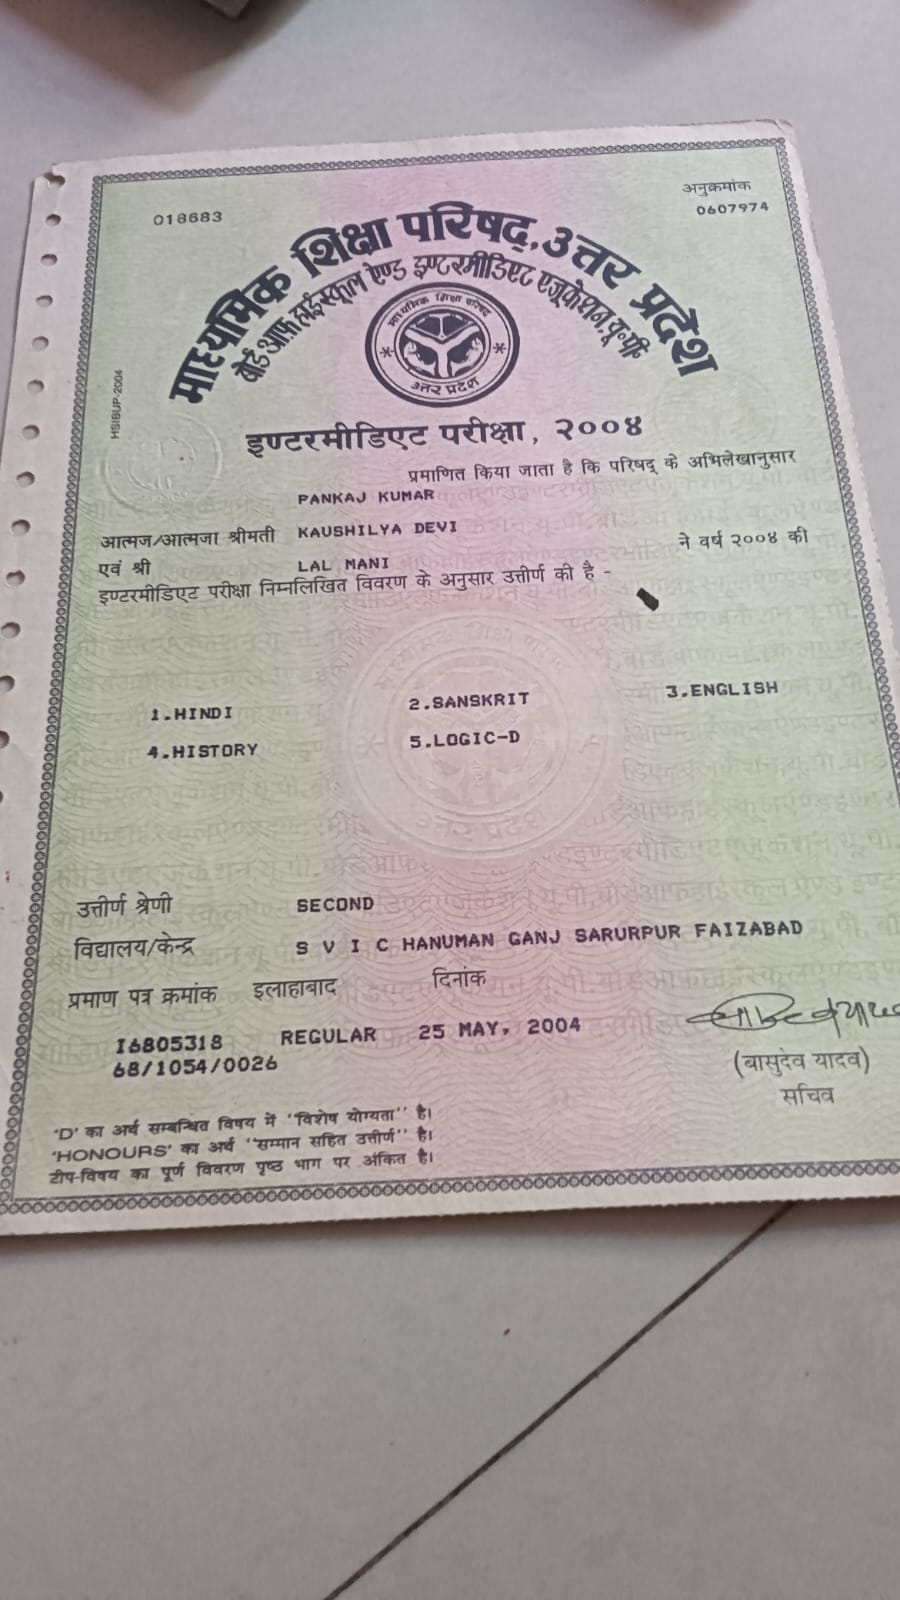 018683
अनुक्रमांक
0607974
माध्यमिक शिक्षा परिषद्, उत्तर प्रदेश
बोर्ड आफ हाईस्कूल ऐण्ड इण्टरमीडिएट एजूकेशन, यू॰पी॰
माध्यमिक शिक्षा परिषद
उत्तर प्रदेश
HSIBUP-2004
इण्टरमीडिएट परीक्षा, २००४
प्रमाणित किया जाता है कि परिषद् के अभिलेखानुसार
PANKAJ KUMAR
आत्मज/आत्मजा श्रीमती KAUSHILYA DEVI
एवं श्री LAL MANI ने वर्ष २००४ की
इण्टरमीडिएट परीक्षा निम्नलिखित विवरण के अनुसार उत्तीर्ण की है -
1.HINDI 2.SANSKRIT 3.ENGLISH
4.HISTORY 5.LOGIC-D
उत्तीर्ण श्रेणी SECOND
विद्यालय/केन्द्र S V I C HANUMAN GANJ SARURPUR FAIZABAD
प्रमाण पत्र क्रमांक इलाहाबाद दिनांक
I6805318 REGULAR 25 MAY, 2004
68/1054/0026
(बासुदेव यादव)
सचिव
'D' का अर्थ सम्बन्धित विषय में "विशेष योग्यता" है।
'HONOURS' का अर्थ "सम्मान सहित उत्तीर्ण" है।
टीप-विषय का पूर्ण विवरण पृष्ठ भाग पर अंकित है।